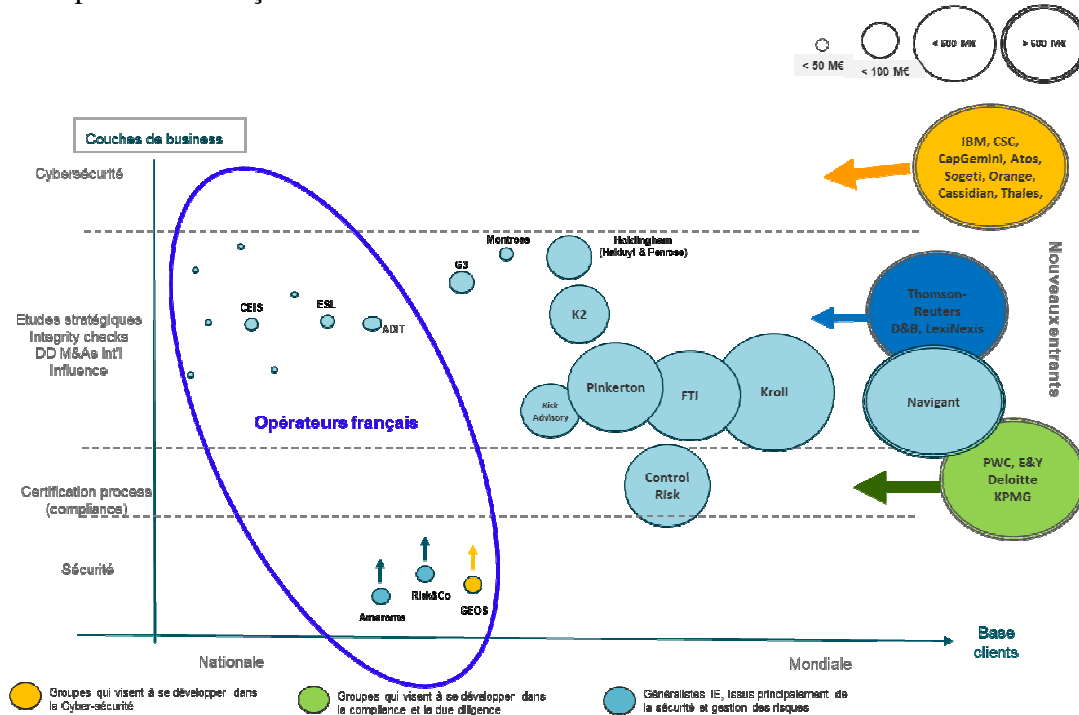 < 50 M€
< 100 M€
< 500 M€
> 500 M€
Couches de business
Cybersécurité
IBM, CSC,
CapGemini, Atos,
Sogeti, Orange,
Cassidian, Thales,
Montrose
Holdingham
(Hakluyt & Penrose)
G3
Nouveaux entrants
Thomson-
Reuters
D&B, LexiNexis
CEIS
ESL
ADIT
K2
Etudes stratégiques
Integrity checks
DD M&As int'l
Influence
Pinkerton
FTI
Kroll
Navigant
Risk
Advisory
Opérateurs français
PWC, E&Y
Deloitte
KPMG
Control
Risk
Certification process
(compliance)
Sécurité
Amarante
Risk&Co
GEOS
Base
clients
Nationale
Mondiale
Groupes qui visent à se développer dans
la Cyber-sécurité
Groupes qui visent à se développer dans
la compliance et la due diligence
Généralistes IE, issus principalement de
la sécurité et gestion des risques